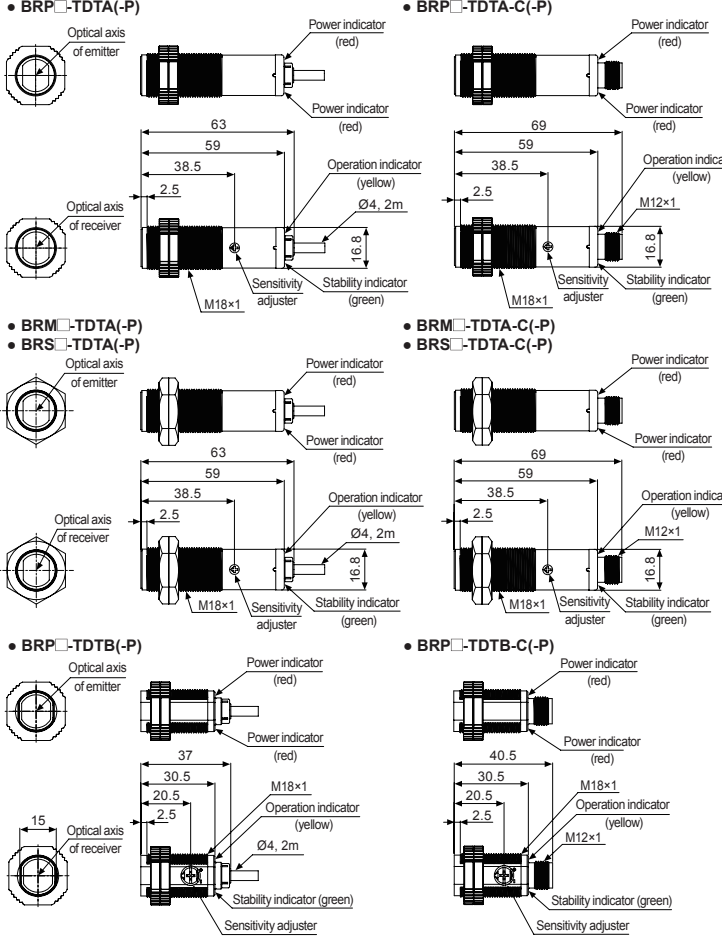 ● BRP□-TDTA(-P)
Optical axis
of emitter
Power indicator
(red)
Power indicator
(red)
63
59
38.5
2.5
Operation indicator
(yellow)
Ø4, 2m
Optical axis
of receiver
16.8
Sensitivity
adjuster
Stability indicator
(green)
M18×1
● BRP□-TDTA-C(-P)
Power indicator
(red)
Power indicator
(red)
69
59
38.5
2.5
Operation indica
(yellow)
M12×1
16.8
Sensitivity
adjuster
Stability indicator
(green)
M18×1
● BRM□-TDTA(-P)
● BRS□-TDTA(-P)
Optical axis
of emitter
Power indicator
(red)
Power indicator
(red)
63
59
38.5
2.5
Operation indicator
(yellow)
Ø4, 2m
Optical axis
of receiver
16.8
M18×1
Sensitivity
adjuster
Stability indicator
(green)
● BRM□-TDTA-C(-P)
● BRS□-TDTA-C(-P)
Power indicator
(red)
Power indicator
(red)
69
59
38.5
2.5
Operation indica
(yellow)
M12×1
16.8
M18×1
Sensitivity
adjuster
Stability indicator
(green)
● BRP□-TDTB(-P)
Optical axis
of emitter
Power indicator
(red)
Power indicator
(red)
37
30.5
20.5
2.5
M18×1
Operation indicator
(yellow)
Ø4, 2m
15
Optical axis
of receiver
Stability indicator (green)
Sensitivity adjuster
● BRP□-TDTB-C(-P)
Power indicator
(red)
Power indicator
(red)
40.5
30.5
20.5
2.5
M18×1
Operation indicator
(yellow)
M12×1
Stability indicator (green)
Sensitivity adjuster